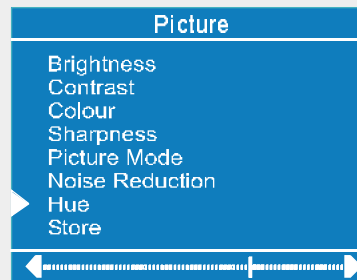 Picture
Brightness
Contrast
Colour
Sharpness
Picture Mode
Noise Reduction
Hue
Store